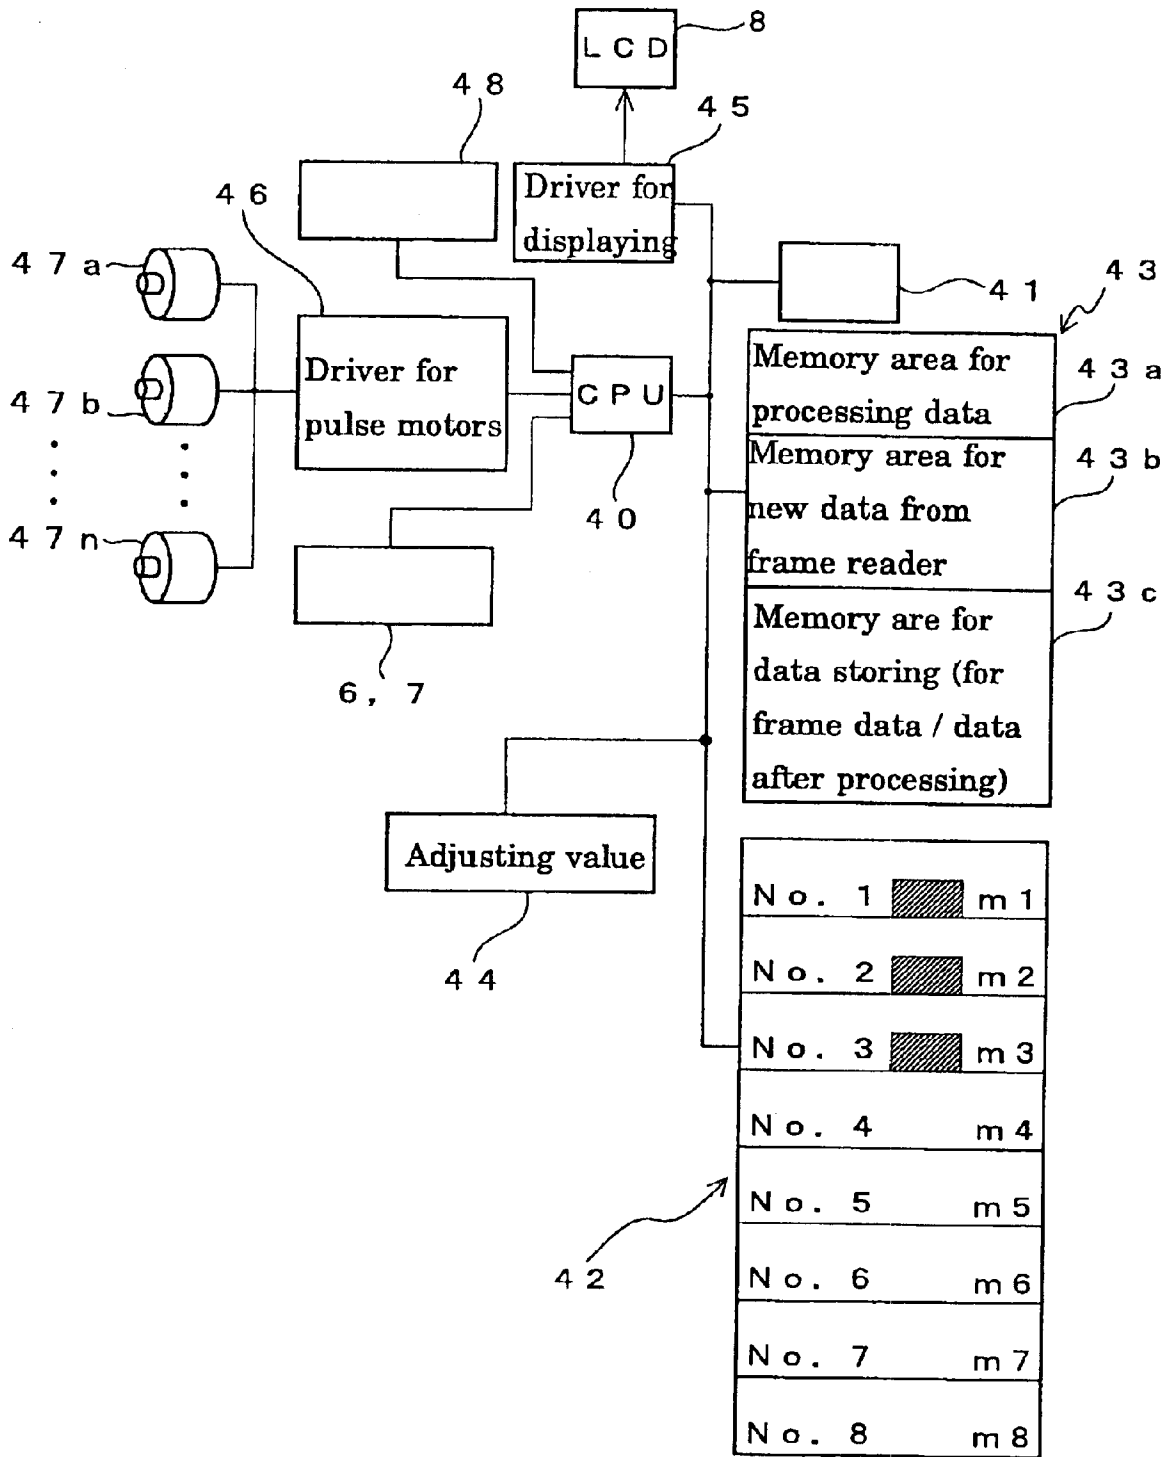 8
LCD
48
45
Driver for
displaying
46
47a
41
43
Driver for
pulse motors
CPU
Memory area for
processing data
43a
47b
Memory area for
new data from
frame reader
43b
40
47n
6, 7
Memory are for
data storing (for
frame data / data
after processing)
43c
Adjusting value
44
No. 1 m1
No. 2 m2
No. 3 m3
No. 4 m4
No. 5 m5
No. 6 m6
No. 7 m7
No. 8 m8
42